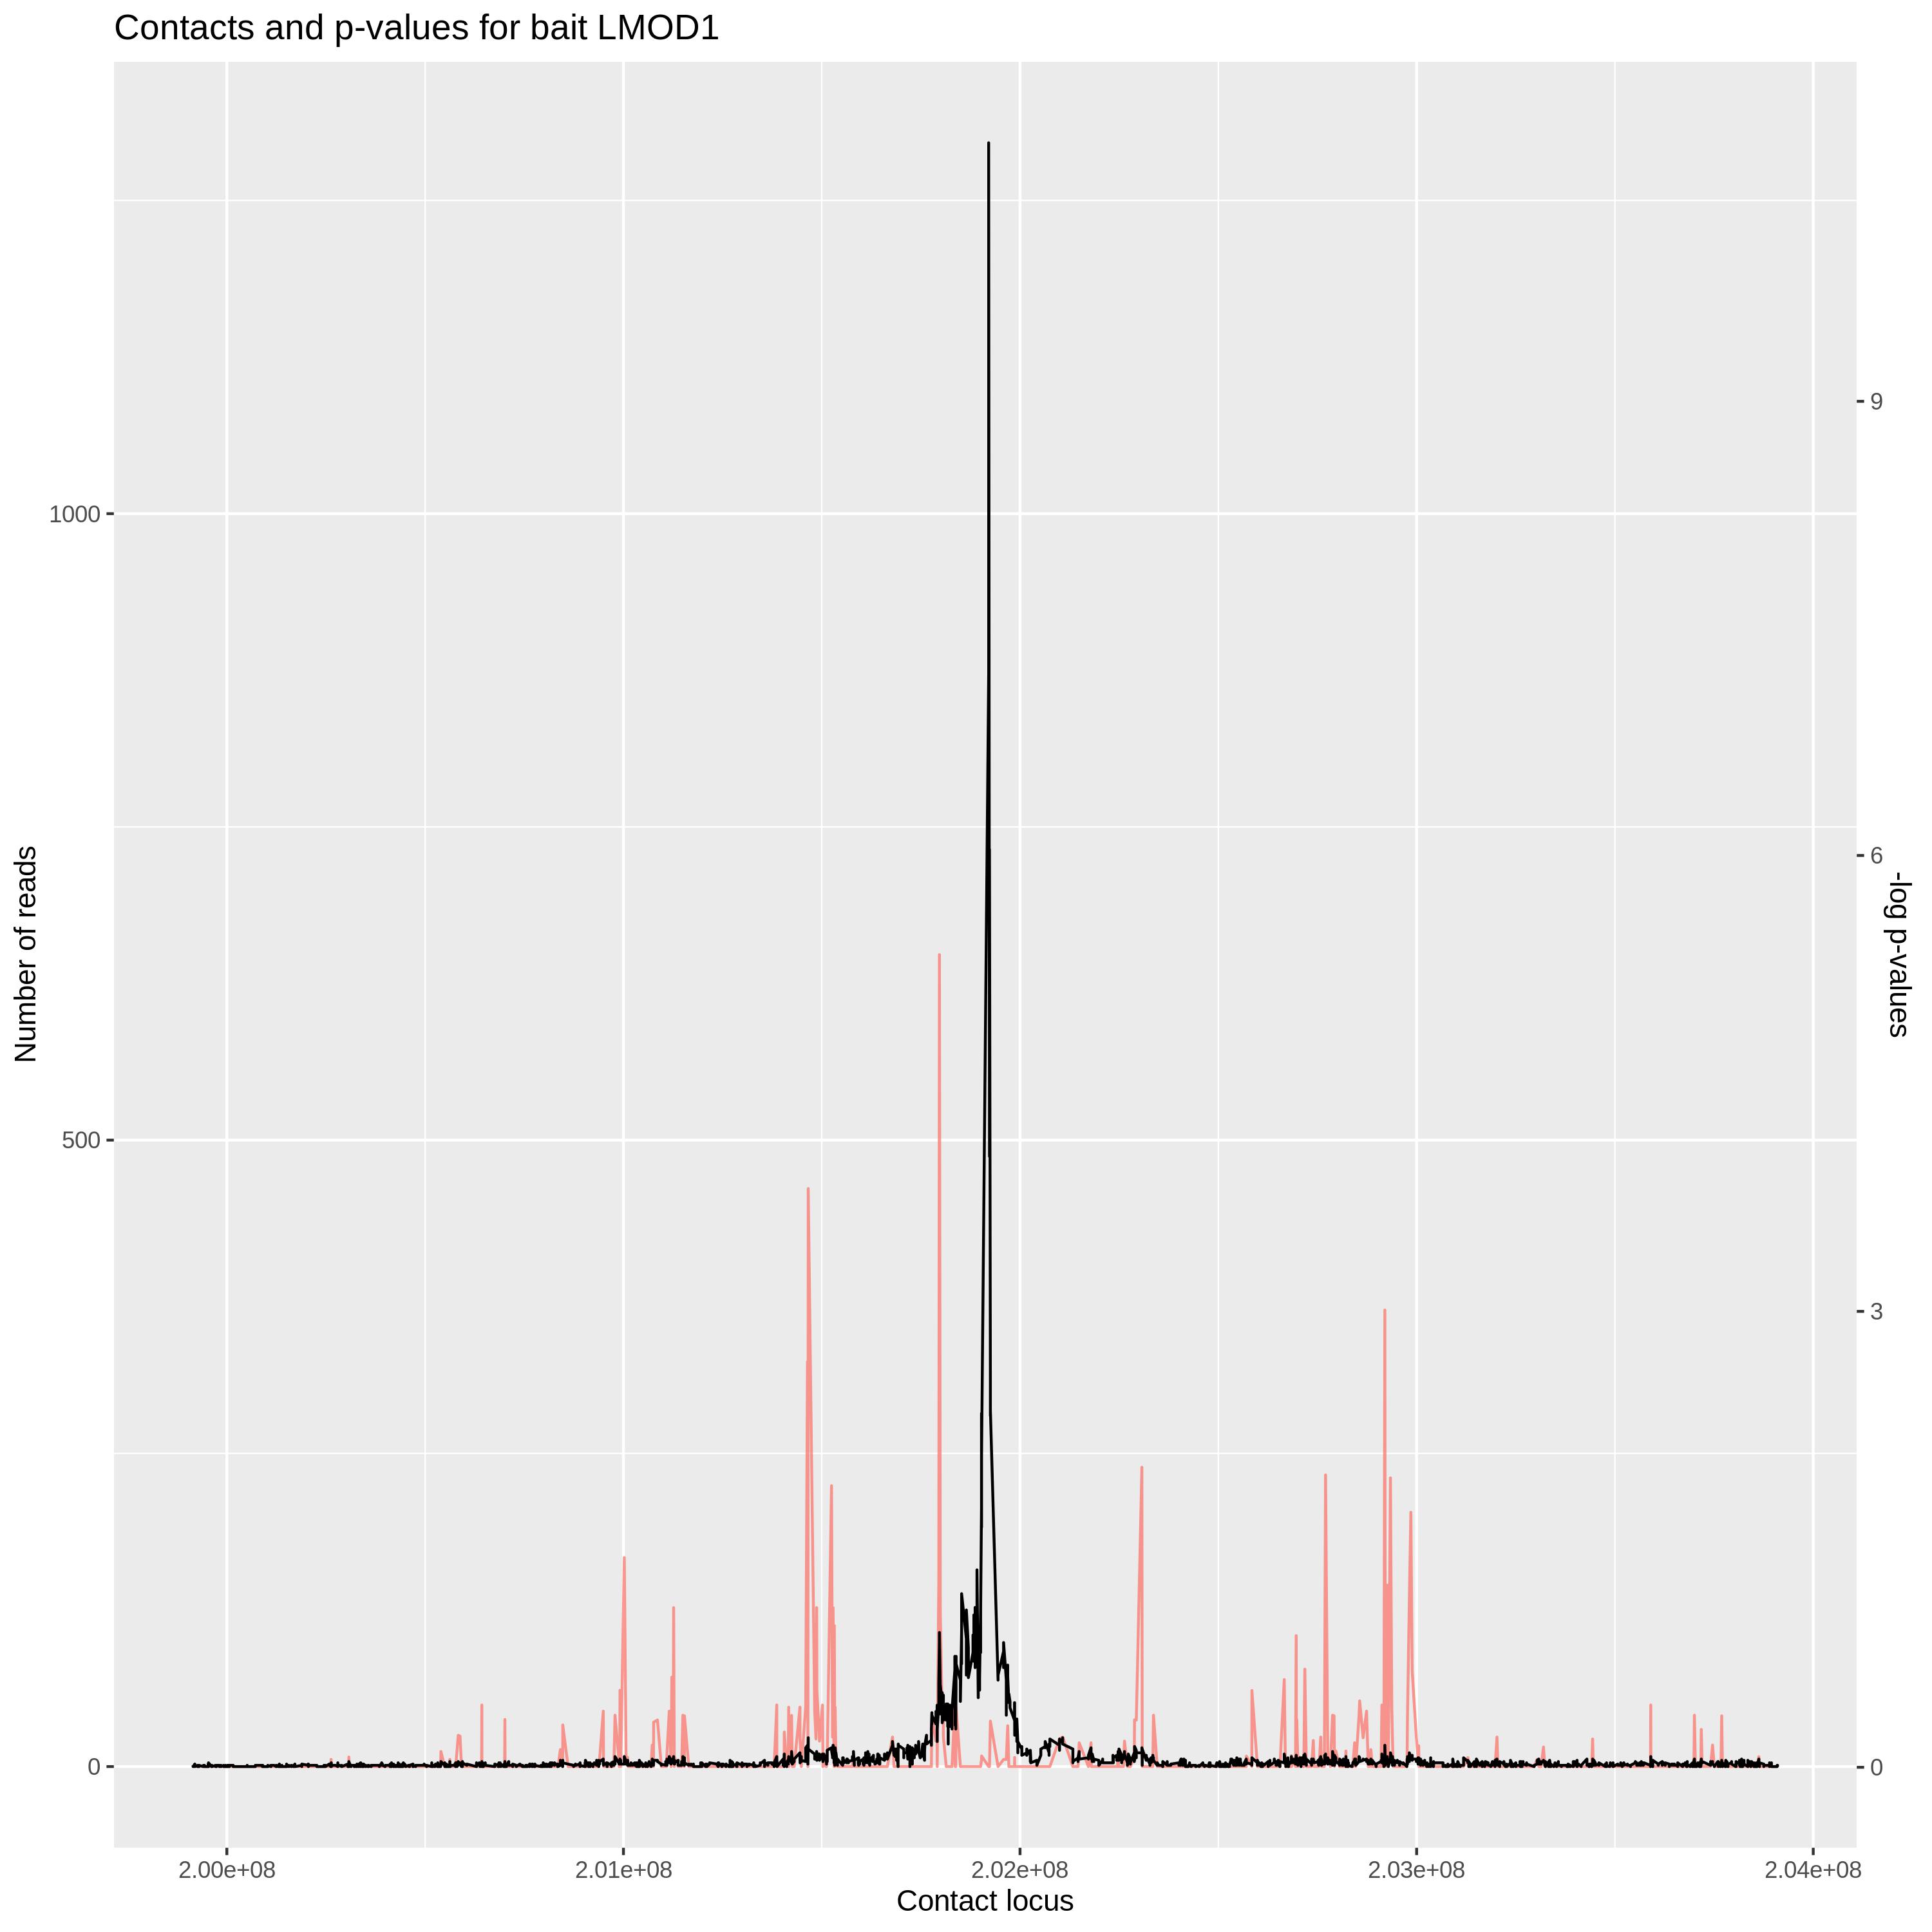 Contacts and p-values for bait LMOD1
Number of reads
1000
500
0
9
6
3
0
-log p-values
2.00e+08
2.01e+08
2.02e+08
2.03e+08
2.04e+08
Contact locus